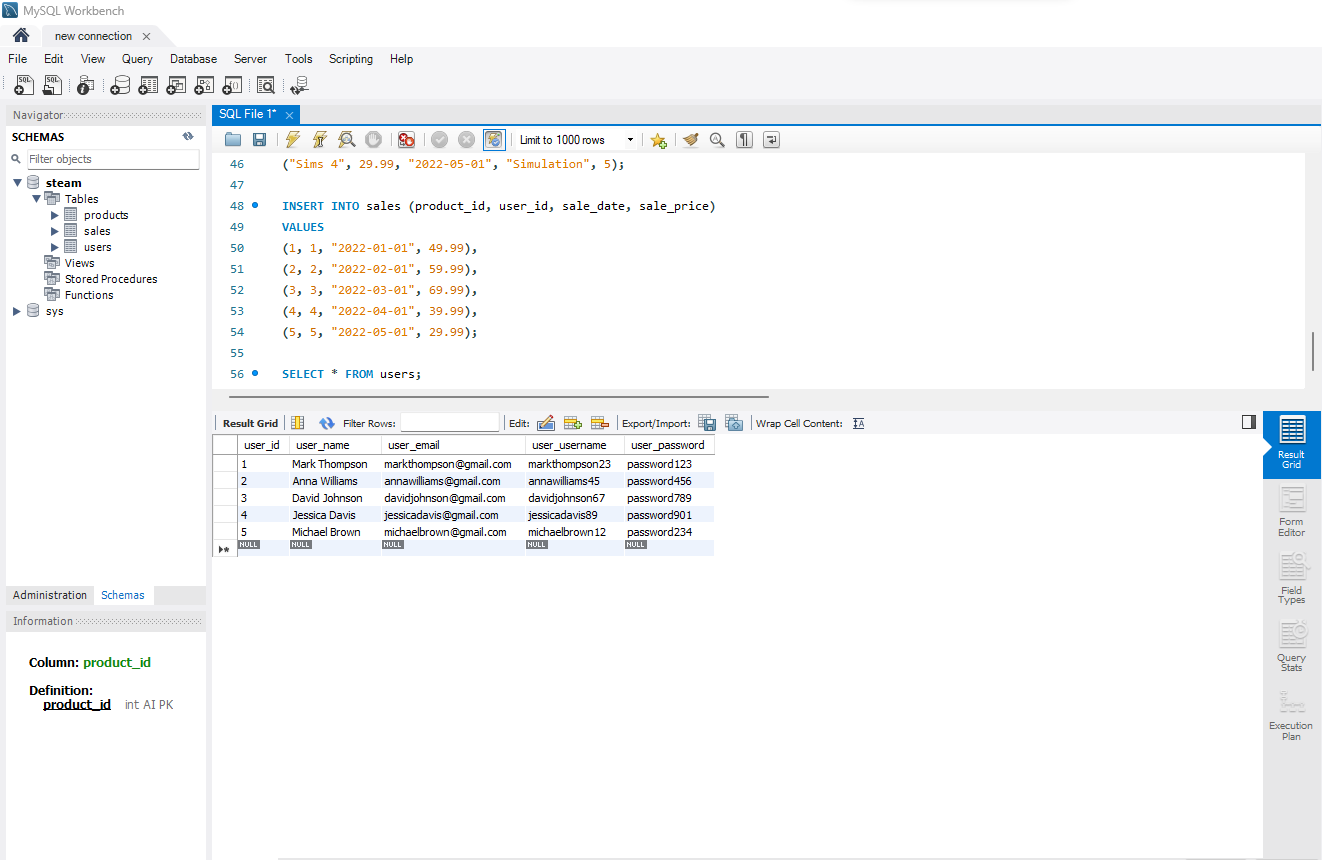 MySQL Workbench
new connection
File Edit View Query Database Server Tools Scripting Help
Navigator
SCHEMAS
Filter objects
steam
Tables
products
sales
users
Views
Stored Procedures
Functions
sys
Administration Schemas
Information
Column: product_id
Definition:
product_id int AI PK
SQL File 1*
Limit to 1000 rows
46 ("Sims 4", 29.99, "2022-05-01", "Simulation", 5);
47
48 INSERT INTO sales (product_id, user_id, sale_date, sale_price)
49 VALUES
50 (1, 1, "2022-01-01", 49.99),
51 (2, 2, "2022-02-01", 59.99),
52 (3, 3, "2022-03-01", 69.99),
53 (4, 4, "2022-04-01", 39.99),
54 (5, 5, "2022-05-01", 29.99);
55
56 SELECT * FROM users;
Result Grid Filter Rows: Edit: Export/Import: Wrap Cell Content:
user_id user_name user_email user_username user_password
1 Mark Thompson markthompson@gmail.com markthompson23 password123
2 Anna Williams annawilliams@gmail.com annawilliams45 password456
3 David Johnson davidjohnson@gmail.com davidjohnson67 password789
4 Jessica Davis jessicadavis@gmail.com jessicadavis89 password901
5 Michael Brown michaelbrown@gmail.com michaelbrown12 password234
NULL NULL NULL NULL NULL
Result
Grid
Form
Editor
Field
Types
Query
Stats
Execution
Plan